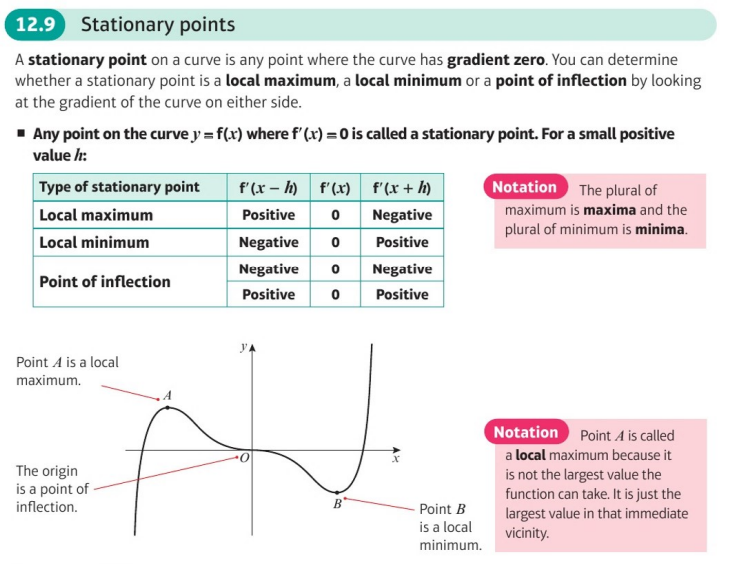 12.9 Stationary points
A stationary point on a curve is any point where the curve has gradient zero. You can determine
whether a stationary point is a local maximum, a local minimum or a point of inflection by looking
at the gradient of the curve on either side.
■ Any point on the curve y = f(x) where f′(x) = 0 is called a stationary point. For a small positive
value h:
Type of stationary point f′(x − h) f′(x) f′(x + h)
Local maximum Positive 0 Negative
Local minimum Negative 0 Positive
Point of inflection
Negative 0 Negative
Positive 0 Positive
Notation The plural of
maximum is maxima and the
plural of minimum is minima.
y
Point A is a local
maximum.
A
O
x
The origin
is a point of
inflection.
B
Point B
is a local
minimum.
Notation Point A is called
a local maximum because it
is not the largest value the
function can take. It is just the
largest value in that immediate
vicinity.